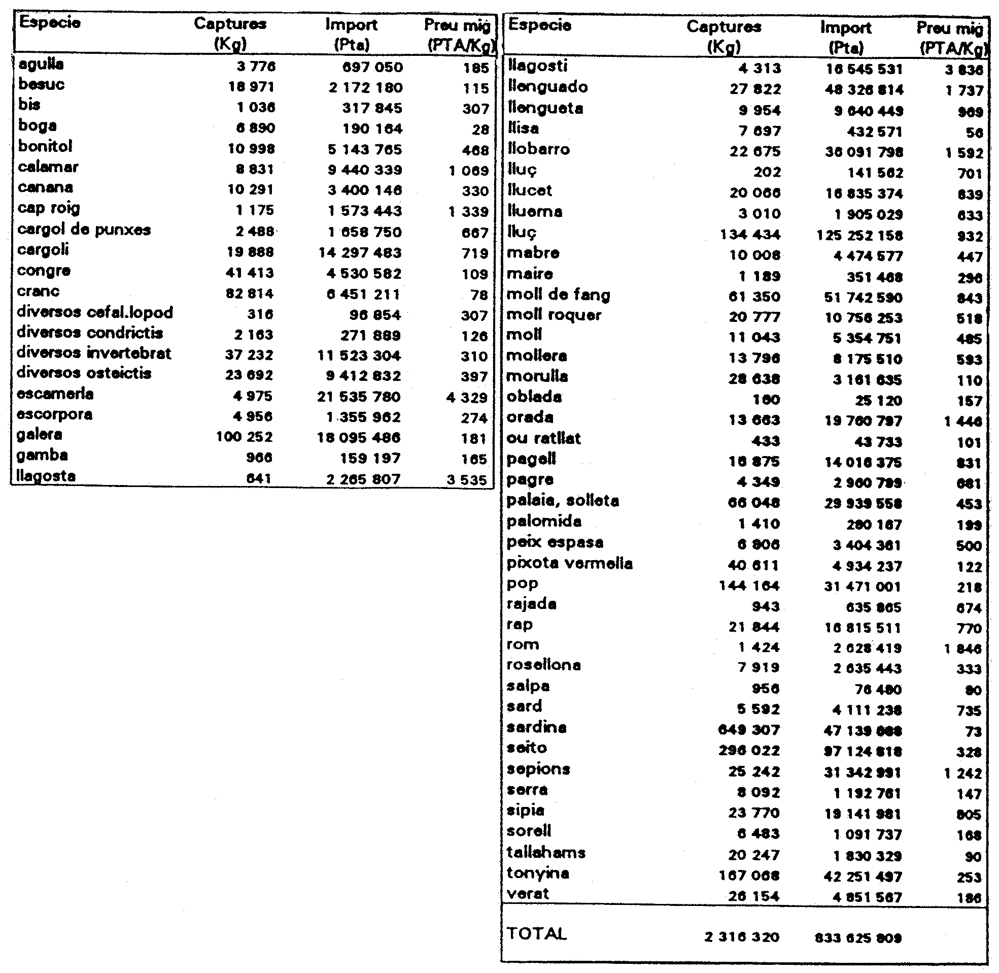 Especie Captures Import Preu mig
(Kg) (Pta) (PTA/Kg)
agulla 3 776 697 050 185
besuc 18 971 2 172 180 115
bis 1 036 317 845 307
boga 6 890 190 164 28
bonitol 10 998 5 143 765 468
calamar 8 831 9 440 339 1 069
canana 10 291 3 400 146 330
cap roig 1 175 1 573 443 1 339
cargol de punxes 2 488 1 658 750 667
cargoli 19 888 14 297 483 719
congre 41 413 4 530 582 109
cranc 82 814 6 451 211 78
diversos cefal.lopod 316 96 854 307
diversos condrictis 2 163 271 889 126
diversos invertebrat 37 232 11 523 304 310
diversos osteictis 23 692 9 412 832 397
escamerla 4 975 21 535 780 4 329
escorpora 4 956 1 355 962 274
galera 100 252 18 095 486 181
gamba 966 159 197 165
llagosta 641 2 265 807 3 535
Especie Captures Import Preu mig
(Kg) (Pta) (PTA/Kg)
llagosti 4 313 16 545 531 3 836
llenguado 27 822 48 326 814 1 737
llengueta 9 954 9 640 449 969
llisa 7 697 432 571 56
llobarro 22 675 36 091 798 1 592
lluç 202 141 562 701
llucet 20 066 16 835 374 839
lluema 3 010 1 905 029 633
lluç 134 434 125 252 158 932
mabre 10 006 4 474 577 447
maire 1 189 351 468 296
moll de fang 61 350 51 742 590 843
moll roquer 20 777 10 756 253 518
moll 11 043 5 354 751 485
mollera 13 796 8 175 510 593
morulla 28 638 3 161 635 110
oblada 160 25 120 157
orada 13 663 19 760 797 1 446
ou ratllat 433 43 733 101
pagell 16 875 14 016 375 831
pagre 4 349 2 960 799 681
palaia, solleta 66 048 29 939 558 453
palomida 1 410 280 167 199
peix espasa 6 806 3 404 361 500
pixota vermella 40 611 4 934 237 122
pop 144 164 31 471 001 218
rajada 943 635 865 674
rap 21 844 16 815 511 770
rom 1 424 2 628 419 1 846
rosellona 7 919 2 635 443 333
salpa 956 76 480 80
sard 5 592 4 111 238 735
sardina 649 307 47 139 688 73
seito 296 022 97 124 818 328
sepions 25 242 31 342 991 1 242
serra 8 092 1 192 761 147
sipia 23 770 19 141 981 805
sorell 6 483 1 091 737 168
tallahams 20 247 1 830 329 90
tonyina 167 068 42 251 497 253
verat 26 154 4 851 567 186
TOTAL 2 316 320 833 625 809